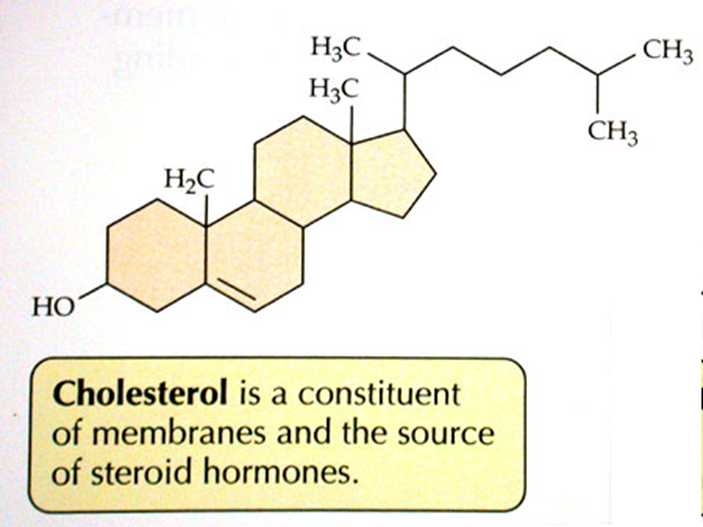 H₃C
CH₃
H₃C
CH₃
H₂C
HO
Cholesterol is a constituent
of membranes and the source
of steroid hormones.